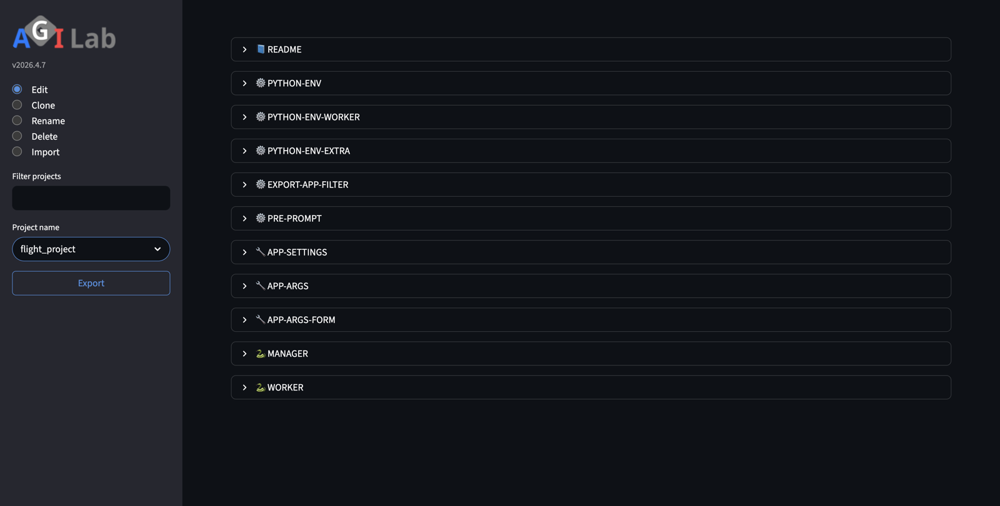 AGI Lab
v2026.4.7
Edit
Clone
Rename
Delete
Import
Filter projects
Project name
flight_project
Export
README
PYTHON-ENV
PYTHON-ENV-WORKER
PYTHON-ENV-EXTRA
EXPORT-APP-FILTER
PRE-PROMPT
APP-SETTINGS
APP-ARGS
APP-ARGS-FORM
MANAGER
WORKER